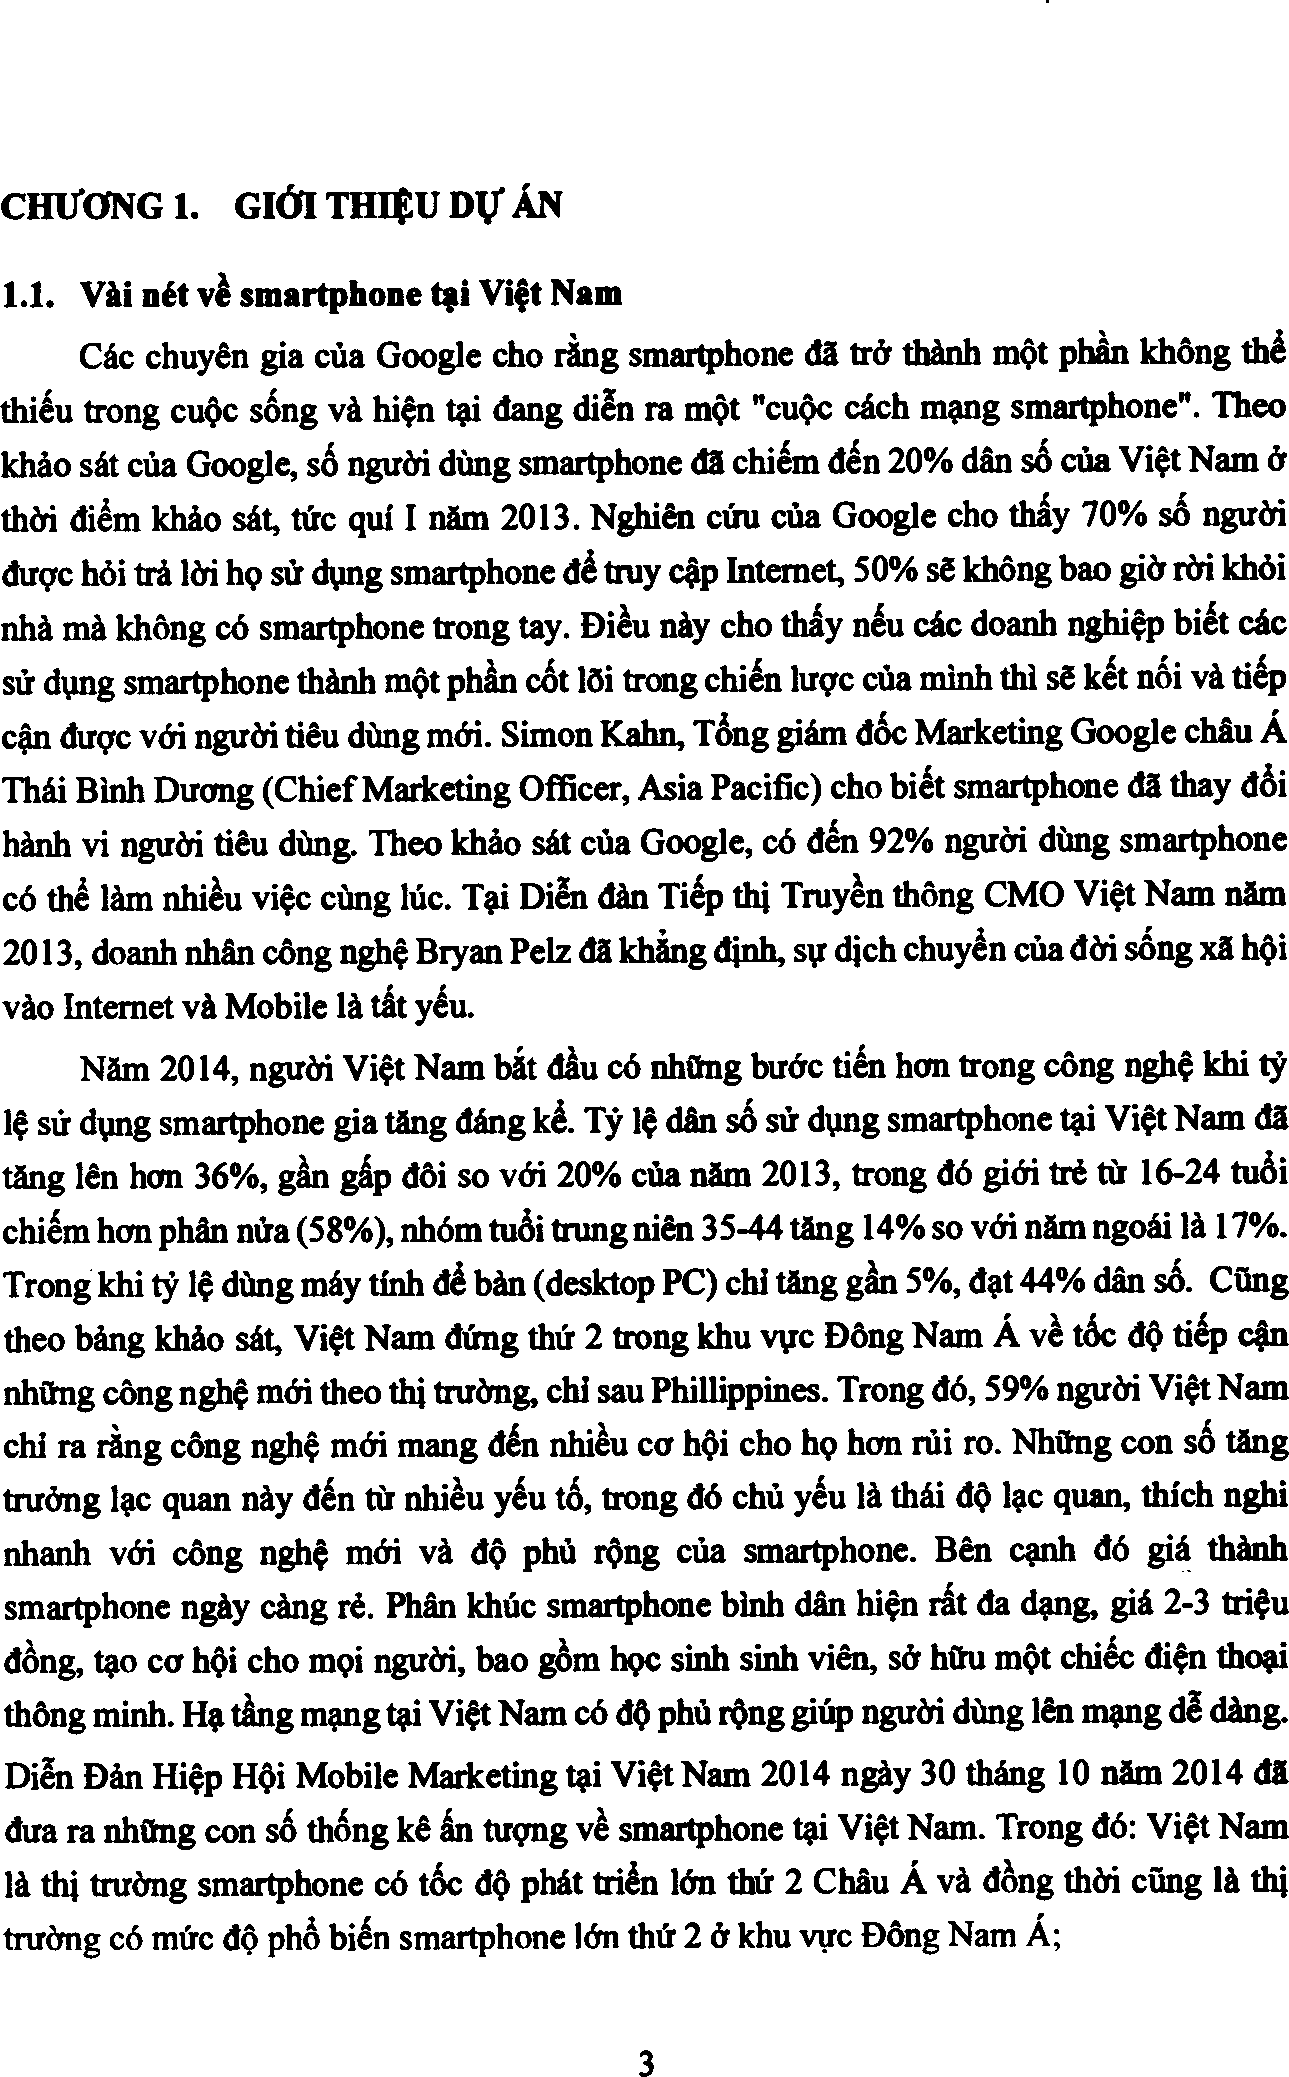 CHƯƠNG 1. GIỚI THIỆU DỰ ÁN
1.1. Vài nét về smartphone tại Việt Nam
Các chuyên gia của Google cho rằng smartphone đã trở thành một phần không thể
thiếu trong cuộc sống và hiện tại đang diễn ra một "cuộc cách mạng smartphone". Theo
khảo sát của Google, số người dùng smartphone đã chiếm đến 20% dân số của Việt Nam ở
thời điểm khảo sát, tức quí I năm 2013. Nghiên cứu của Google cho thấy 70% số người
được hỏi trả lời họ sử dụng smartphone để truy cập Internet, 50% sẽ không bao giờ rời khỏi
nhà mà không có smartphone trong tay. Điều này cho thấy nếu các doanh nghiệp biết các
sử dụng smartphone thành một phần cốt lõi trong chiến lược của mình thì sẽ kết nối và tiếp
cận được với người tiêu dùng mới. Simon Kahn, Tổng giám đốc Marketing Google châu Á
Thái Bình Dương (Chief Marketing Officer, Asia Pacific) cho biết smartphone đã thay đổi
hành vi người tiêu dùng. Theo khảo sát của Google, có đến 92% người dùng smartphone
có thể làm nhiều việc cùng lúc. Tại Diễn đàn Tiếp thị Truyền thông CMO Việt Nam năm
2013, doanh nhân công nghệ Bryan Pelz đã khẳng định, sự dịch chuyển của đời sống xã hội
vào Internet và Mobile là tất yếu.
Năm 2014, người Việt Nam bắt đầu có những bước tiến hơn trong công nghệ khi tỷ
lệ sử dụng smartphone gia tăng đáng kể. Tỷ lệ dân số sử dụng smartphone tại Việt Nam đã
tăng lên hơn 36%, gần gấp đôi so với 20% của năm 2013, trong đó giới trẻ từ 16-24 tuổi
chiếm hơn phân nửa (58%), nhóm tuổi trung niên 35-44 tăng 14% so với năm ngoái là 17%.
Trong khi tỷ lệ dùng máy tính để bàn (desktop PC) chỉ tăng gần 5%, đạt 44% dân số. Cũng
theo bảng khảo sát, Việt Nam đứng thứ 2 trong khu vực Đông Nam Á về tốc độ tiếp cận
những công nghệ mới theo thị trường, chỉ sau Phillippines. Trong đó, 59% người Việt Nam
chỉ ra rằng công nghệ mới mang đến nhiều cơ hội cho họ hơn rủi ro. Những con số tăng
trưởng lạc quan này đến từ nhiều yếu tố, trong đó chủ yếu là thái độ lạc quan, thích nghi
nhanh với công nghệ mới và độ phủ rộng của smartphone. Bên cạnh đó giá thành
smartphone ngày càng rẻ. Phân khúc smartphone bình dân hiện rất đa dạng, giá 2-3 triệu
đồng, tạo cơ hội cho mọi người, bao gồm học sinh sinh viên, sở hữu một chiếc điện thoại
thông minh. Hạ tầng mạng tại Việt Nam có độ phủ rộng giúp người dùng lên mạng dễ dàng.
Diễn Đản Hiệp Hội Mobile Marketing tại Việt Nam 2014 ngày 30 tháng 10 năm 2014 đã
đưa ra những con số thống kê ấn tượng về smartphone tại Việt Nam. Trong đó: Việt Nam
là thị trường smartphone có tốc độ phát triển lớn thứ 2 Châu Á và đồng thời cũng là thị
trường có mức độ phổ biến smartphone lớn thứ 2 ở khu vực Đông Nam Á;
3